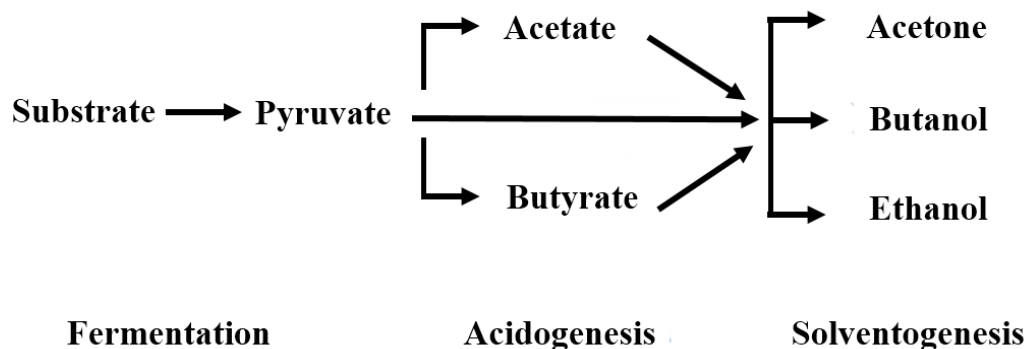 Acetate
Acetone
Substrate
Pyruvate
Butanol
Butyrate
Ethanol
Fermentation
Acidogenesis
Solventogenesis